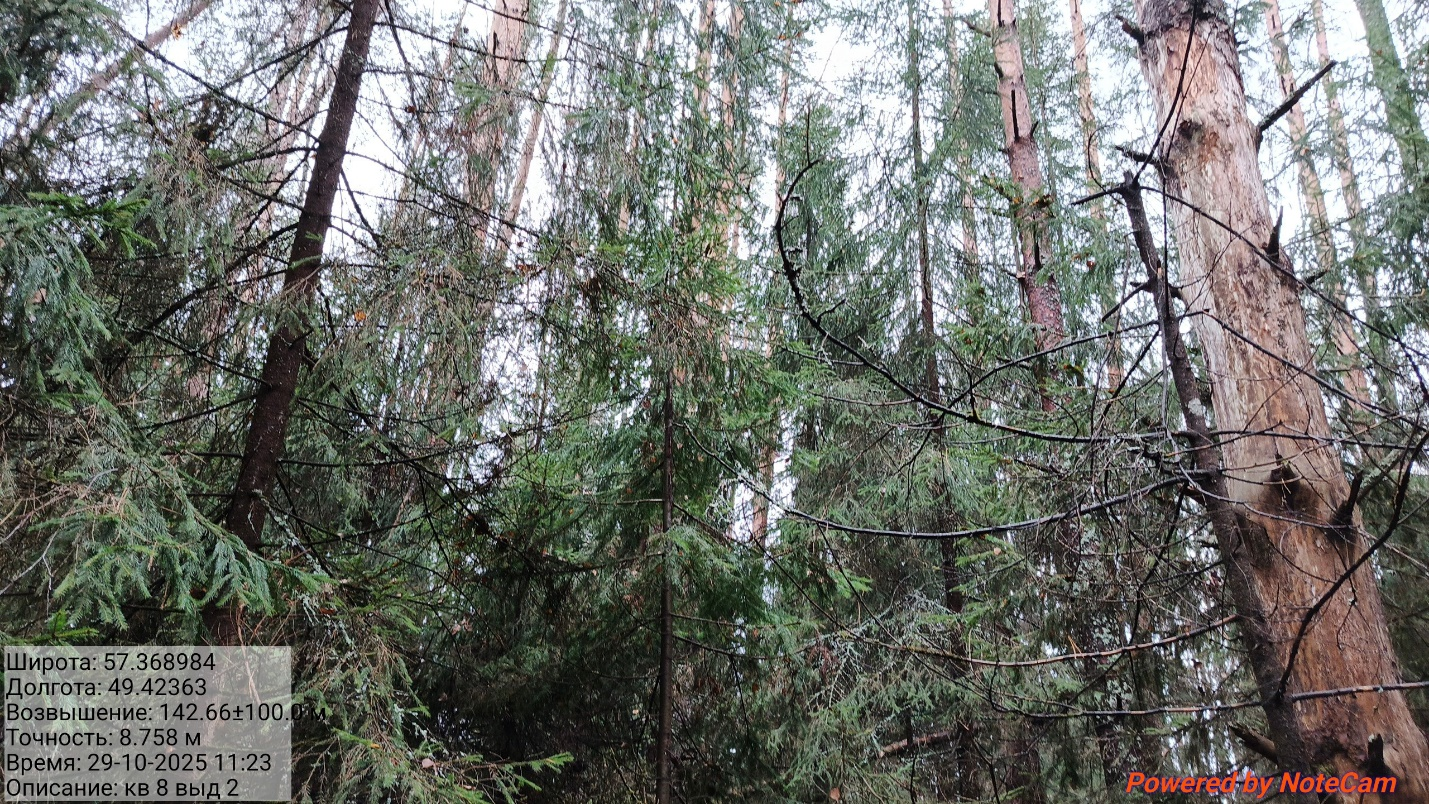 Широта: 57.368984
Долгота: 49.42363
Возвышение: 142.66±100.0 м
Точность: 8.758 м
Время: 29-10-2025 11:23
Описание: кв 8 выд 2
Powered by NoteCam